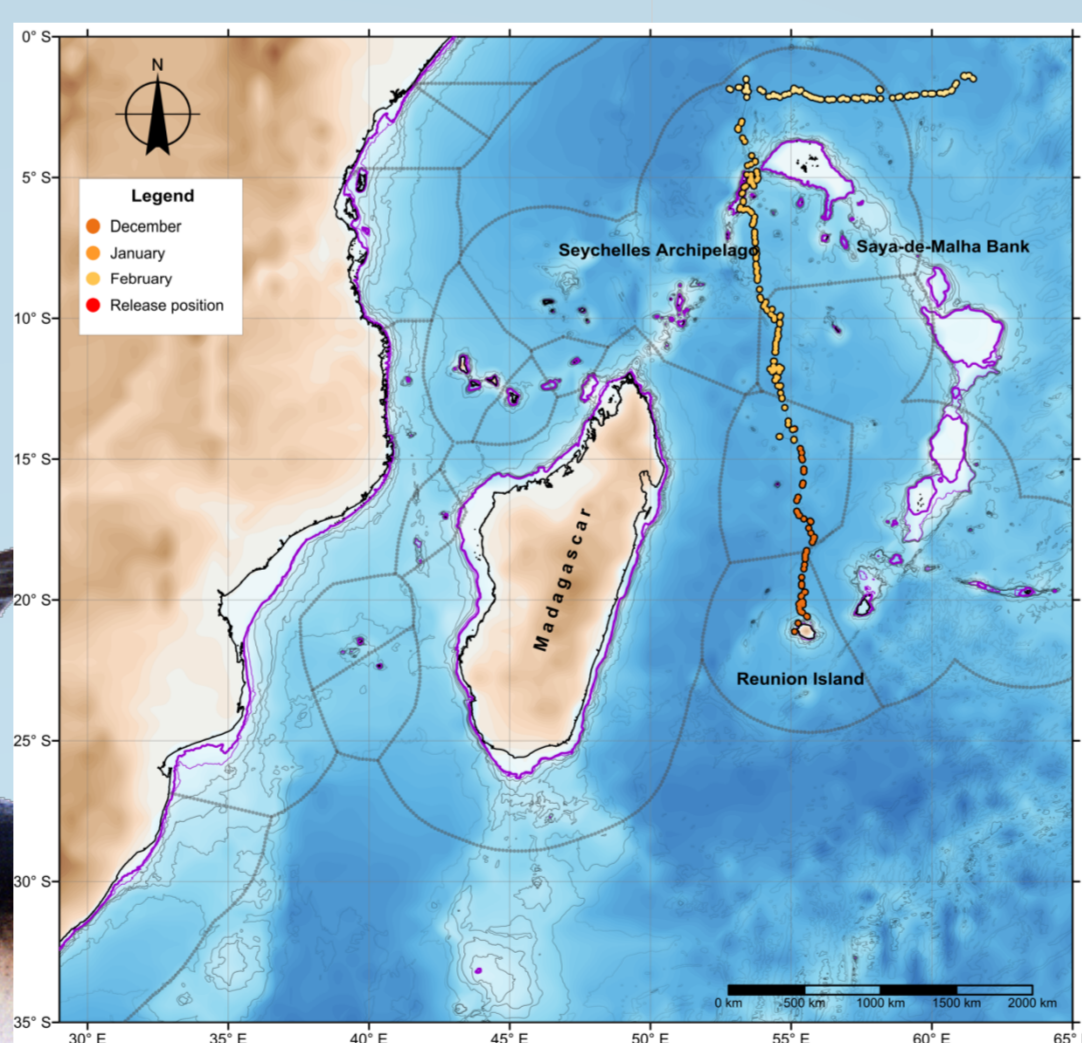 0° S
N
5° S
Legend
December
January
February
Release position
Seychelles Archipelago
Saya-de-Malha Bank
10° S
15° S
Madagascar
20° S
Reunion Island
25° S
30° S
0 km 500 km 1000 km 1500 km 2000 km
35° S
30° E 35° E 40° E 45° E 50° E 55° E 60° E 65°